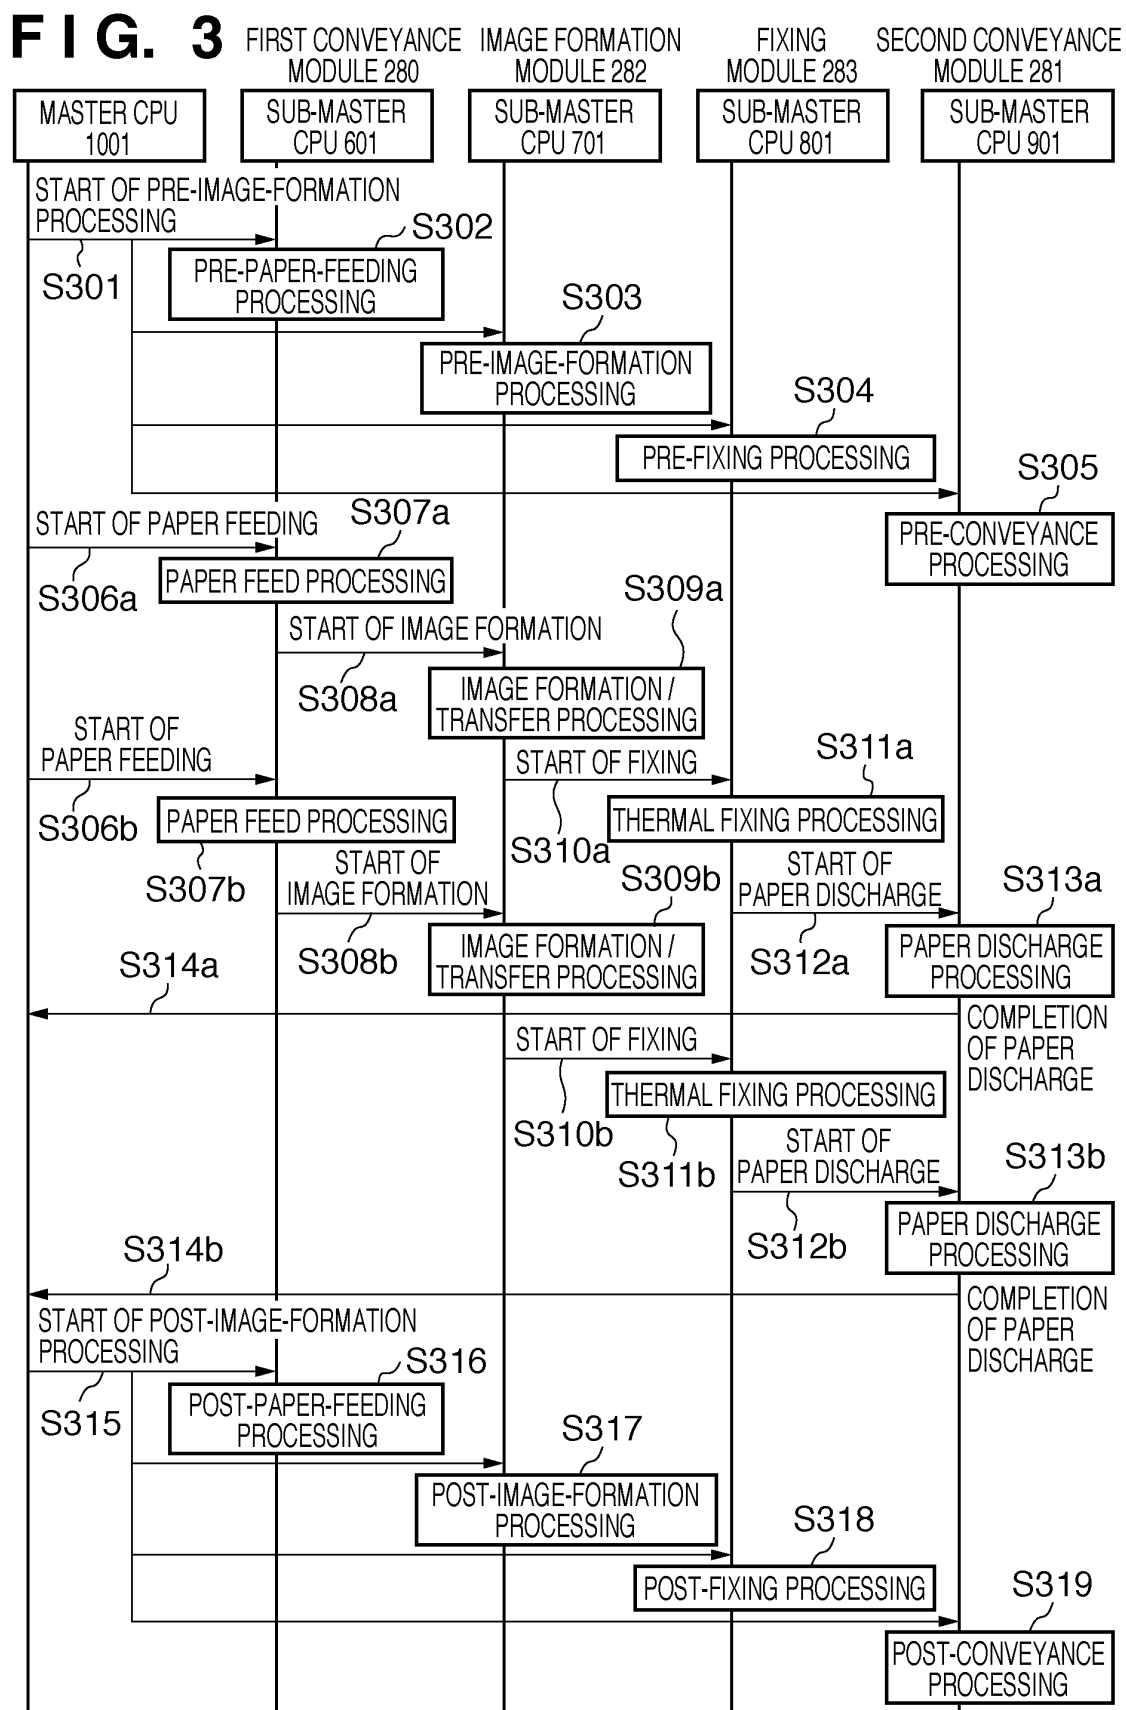 FIG. 3
FIRST CONVEYANCE
MODULE 280
IMAGE FORMATION
MODULE 282
FIXING
MODULE 283
SECOND CONVEYANCE
MODULE 281
MASTER CPU
1001
SUB-MASTER
CPU 601
SUB-MASTER
CPU 701
SUB-MASTER
CPU 801
SUB-MASTER
CPU 901
START OF PRE-IMAGE-FORMATION
PROCESSING
S301
S302
PRE-PAPER-FEEDING
PROCESSING
S303
PRE-IMAGE-FORMATION
PROCESSING
S304
PRE-FIXING PROCESSING
S305
PRE-CONVEYANCE
PROCESSING
START OF PAPER FEEDING
S306a
S307a
PAPER FEED PROCESSING
START OF IMAGE FORMATION
S308a
S309a
IMAGE FORMATION /
TRANSFER PROCESSING
START OF
PAPER FEEDING
S306b
START OF FIXING
S310a
S311a
THERMAL FIXING PROCESSING
PAPER FEED PROCESSING
S307b
START OF
IMAGE FORMATION
S308b
S309b
IMAGE FORMATION /
TRANSFER PROCESSING
START OF
PAPER DISCHARGE
S312a
S313a
PAPER DISCHARGE
PROCESSING
S314a
COMPLETION
OF PAPER
DISCHARGE
START OF FIXING
S310b
THERMAL FIXING PROCESSING
S311b
START OF
PAPER DISCHARGE
S312b
S313b
PAPER DISCHARGE
PROCESSING
S314b
COMPLETION
OF PAPER
DISCHARGE
START OF POST-IMAGE-FORMATION
PROCESSING
S315
S316
POST-PAPER-FEEDING
PROCESSING
S317
POST-IMAGE-FORMATION
PROCESSING
S318
POST-FIXING PROCESSING
S319
POST-CONVEYANCE
PROCESSING